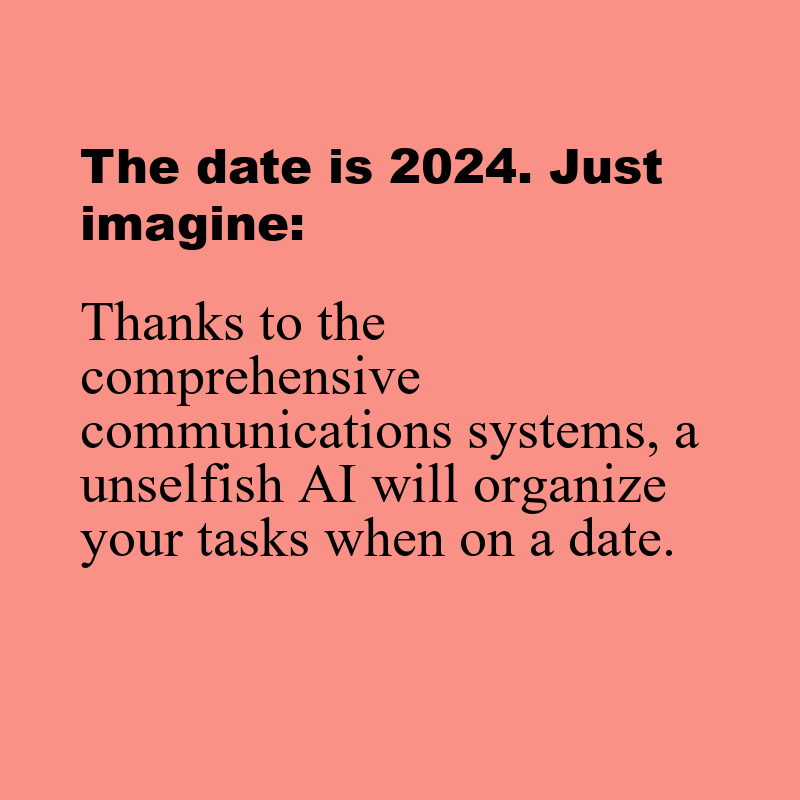 The date is 2024. Just
imagine:
Thanks to the
comprehensive
communications systems, a
unselfish AI will organize
your tasks when on a date.